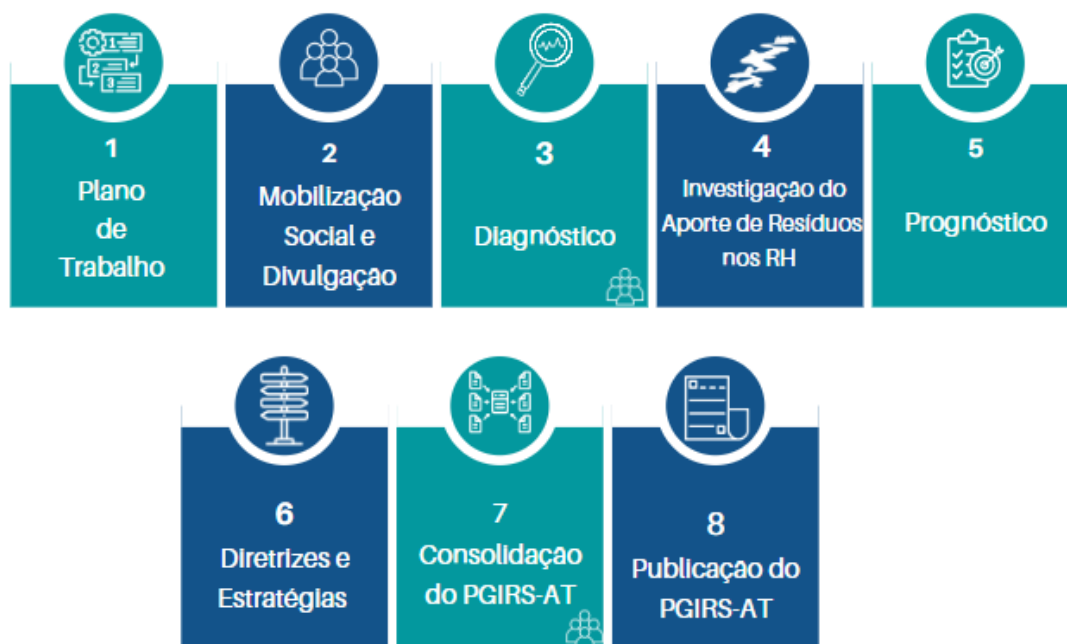 1
Plano
de
Trabalho
2
Mobilização
Social e
Divulgação
3
Diagnóstico
4
Investigação do
Aporte de Resíduos
nos RH
5
Prognóstico
6
Diretrizes e
Estratégias
7
Consolidação
do PGIRS-AT
8
Publicação do
PGIRS-AT